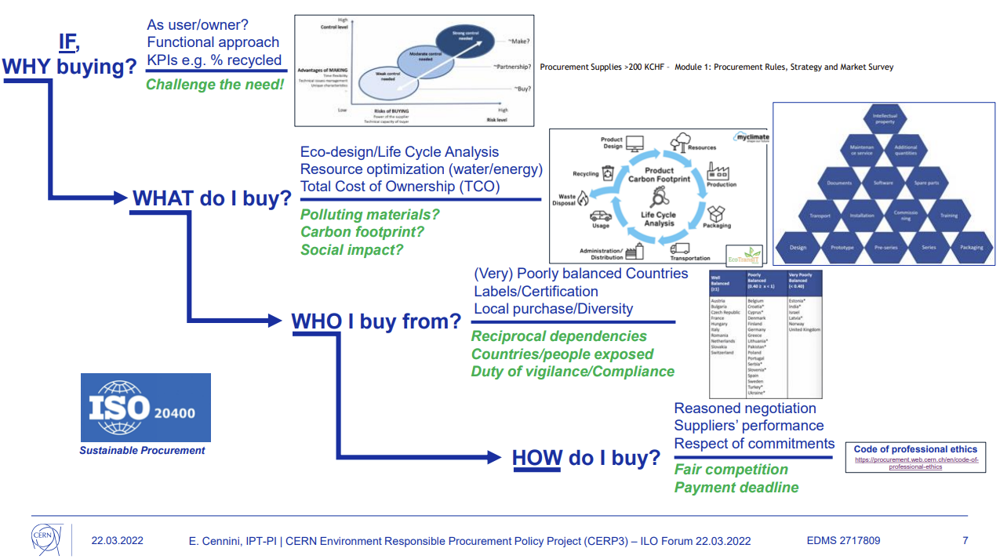 IF,
WHY buying?
As user/owner?
Functional approach
KPIs e.g. % recycled
Challenge the need!
High
Control level
Advantages of MAKING
Time flexibility
Technical issues management
Unique characteristics
...
Low
Strong control
needed
Moderate control
needed
Weak control
needed
~Make?
~Partnership?
~Buy?
Risks of BUYING
Power of the supplier
Technical capacity of buyer
High
Risk level
Procurement Supplies >200 KCHF - Module 1: Procurement Rules, Strategy and Market Survey
WHAT do I buy?
Eco-design/Life Cycle Analysis
Resource optimization (water/energy)
Total Cost of Ownership (TCO)
Polluting materials?
Carbon footprint?
Social impact?
myclimate
Product
Design
Resources
Recycling
Product
Carbon Footprint
Production
Waste
Disposal
Life Cycle
Analysis
Usage
Packaging
Administration/
Distribution
Transportation
EcoTransIT
Intellectual
property
Maintenan
ce service
Additional
quantities
Documents
Software
Spare parts
Transport
Installation
Commissio
ning
Training
Design
Prototype
Pre-series
Series
Packaging
WHO I buy from?
(Very) Poorly balanced Countries
Labels/Certification
Local purchase/Diversity
Reciprocal dependencies
Countries/people exposed
Duty of vigilance/Compliance
Well
Balanced
(≥1)
Austria
Bulgaria
Czech Republic
France
Hungary
Italy
Romania
Netherlands
Slovakia
Switzerland
Poorly
Balanced
(0.40 ≥ x < 1)
Belgium
Croatia*
Cyprus*
Denmark
Finland
Germany
Greece
Lithuania*
Pakistan*
Poland
Portugal
Serbia*
Slovenia*
Spain
Sweden
Turkey*
Ukraine*
Very Poorly
Balanced
(< 0.40)
Estonia*
India*
Israel
Latvia*
Norway
United Kingdom
ISO 20400
Sustainable Procurement
HOW do I buy?
Reasoned negotiation
Suppliers' performance
Respect of commitments
Fair competition
Payment deadline
Code of professional ethics
https://procurement.web.cern.ch/en/code-of-
professional-ethics
CERN
22.03.2022
E. Cennini, IPT-PI | CERN Environment Responsible Procurement Policy Project (CERP3) – ILO Forum 22.03.2022
EDMS 2717809
7